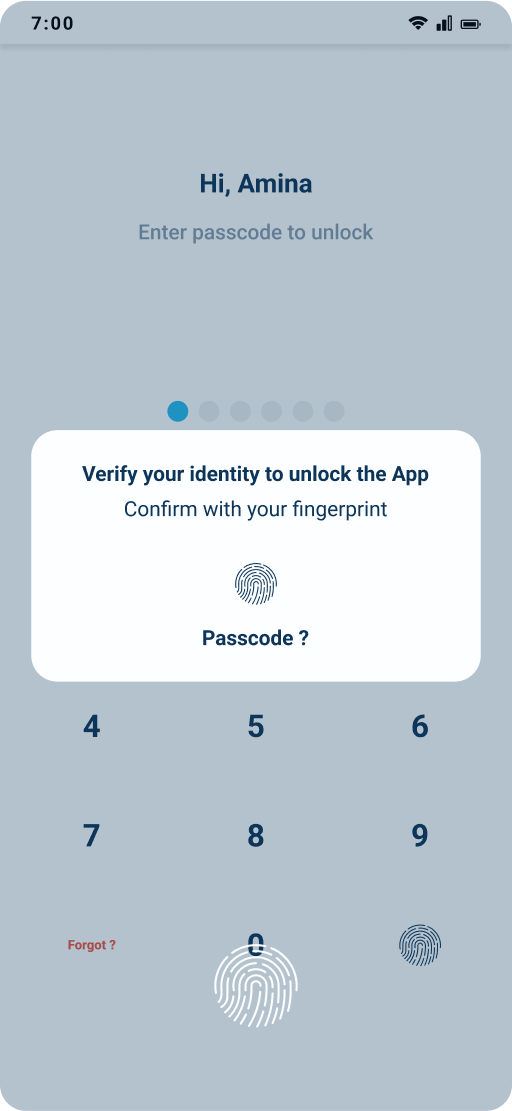 7:00
Hi, Amina
Enter passcode to unlock
Verify your identity to unlock the App
Confirm with your fingerprint
Passcode ?
4 5 6
7 8 9
Forgot ? 0